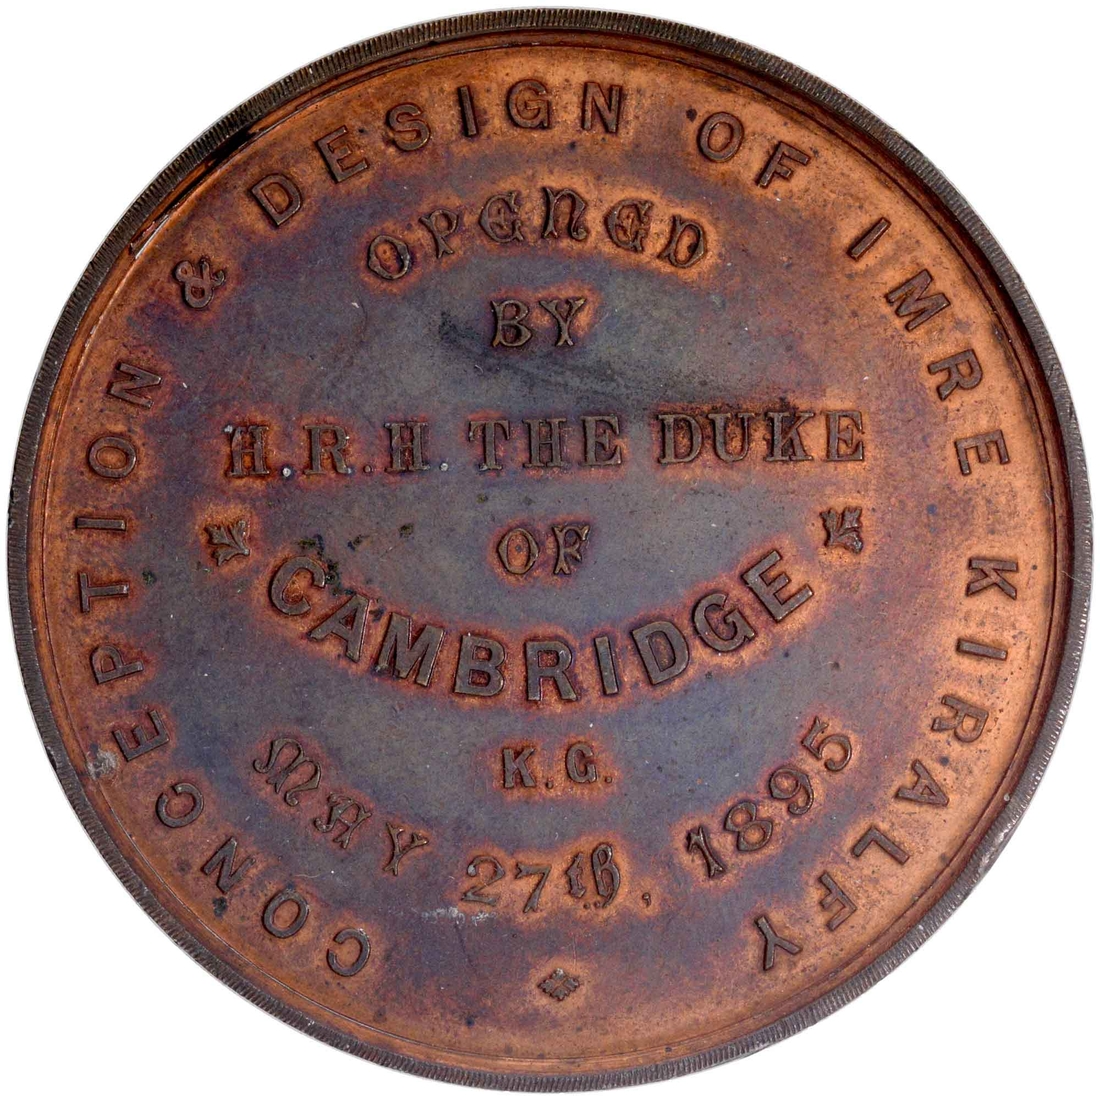 CONCEPTION & DESIGN OF IMRE KIRALFY
OPENED
BY
H.R.H. THE DUKE
OF
CAMBRIDGE
K.G.
MAY 27th, 1895